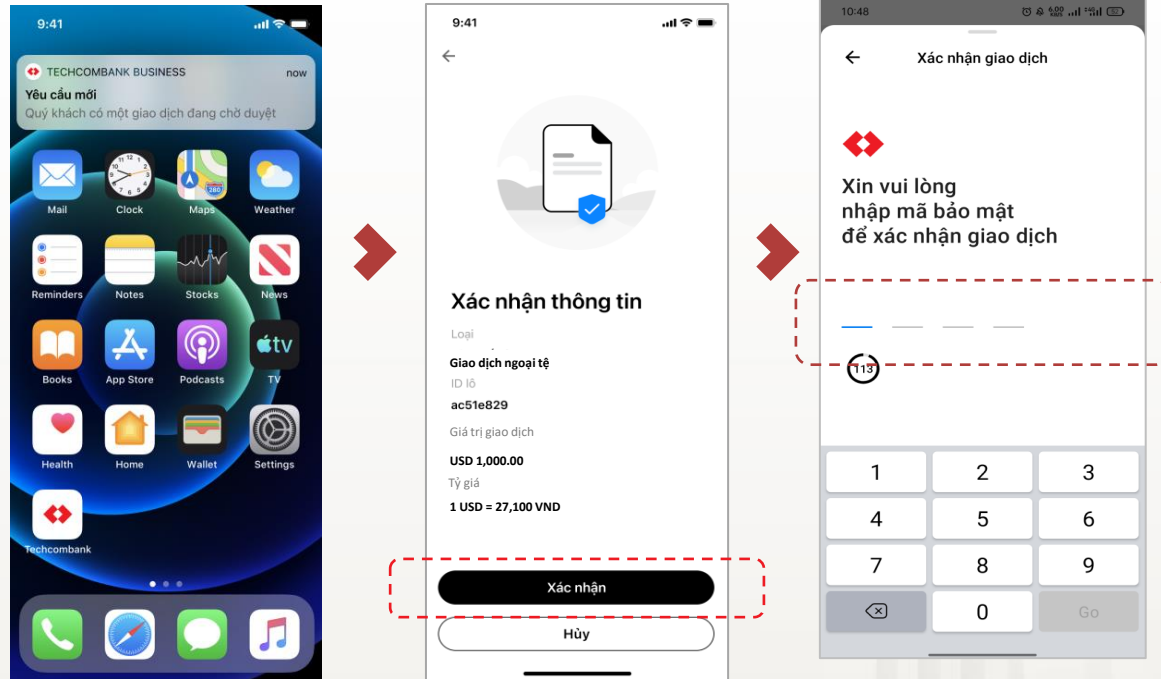 9:41
TECHCOMBANK BUSINESS
now
Yêu cầu mới
Quý khách có một giao dịch đang chờ duyệt
12
Mail
Clock
280
Maps
Weather
Reminders
Notes
Stocks
News
Books
App Store
Podcasts
tv
TV
Health
Home
Wallet
Settings
Techcombank
9:41
Xác nhận thông tin
Loại
Giao dịch ngoại tệ
ID lô
ac51e829
Giá trị giao dịch
USD 1,000.00
Tỷ giá
1 USD = 27,100 VND
Xác nhận
Hủy
10:48
Xác nhận giao dịch
Xin vui lòng
nhập mã bảo mật
để xác nhận giao dịch
113
1 2 3
4 5 6
7 8 9
0 Go